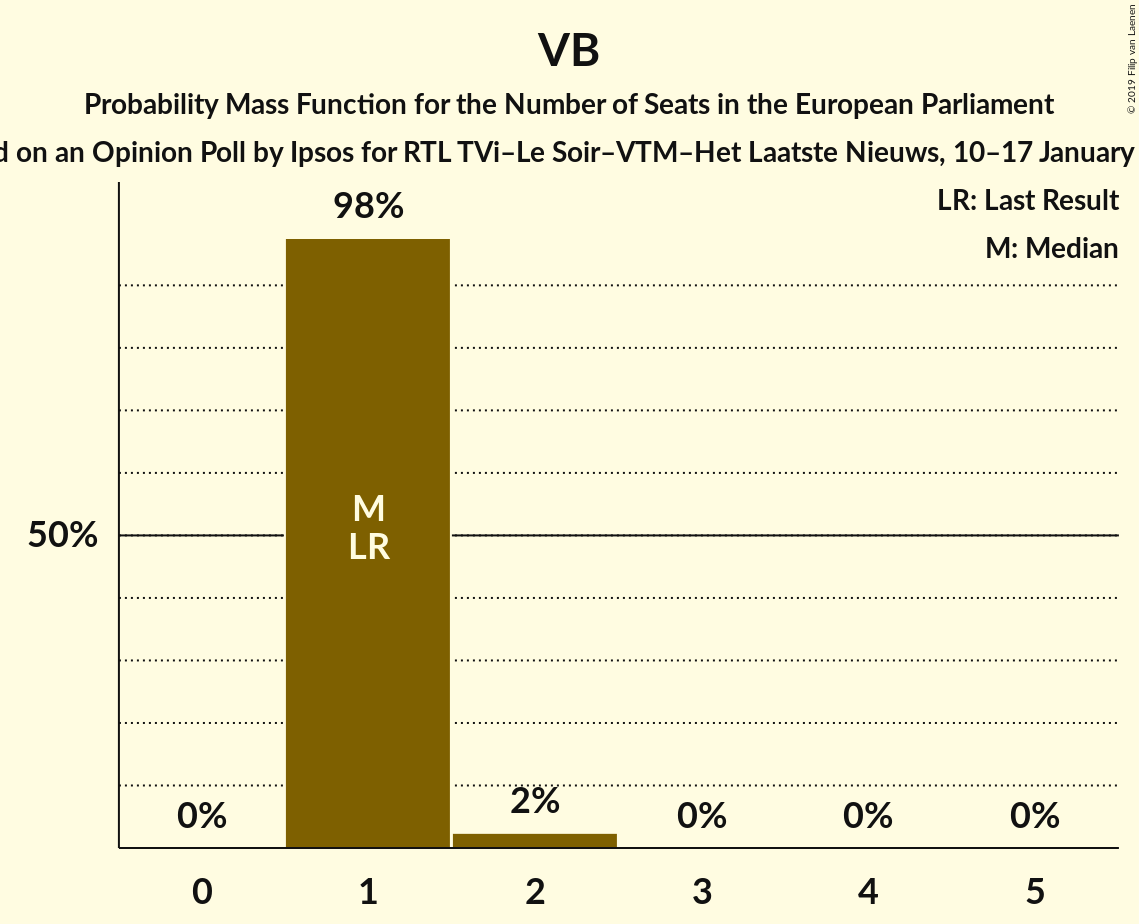 VB
Probability Mass Function for the Number of Seats in the European Parliament
on an Opinion Poll by Ipsos for RTL TVi–Le Soir–VTM–Het Laatste Nieuws, 10–17 January
© 2019 Filip van Laenen
LR: Last Result
M: Median
98%
M
LR
50%
0%
2%
0%
0%
0%
0
1
2
3
4
5